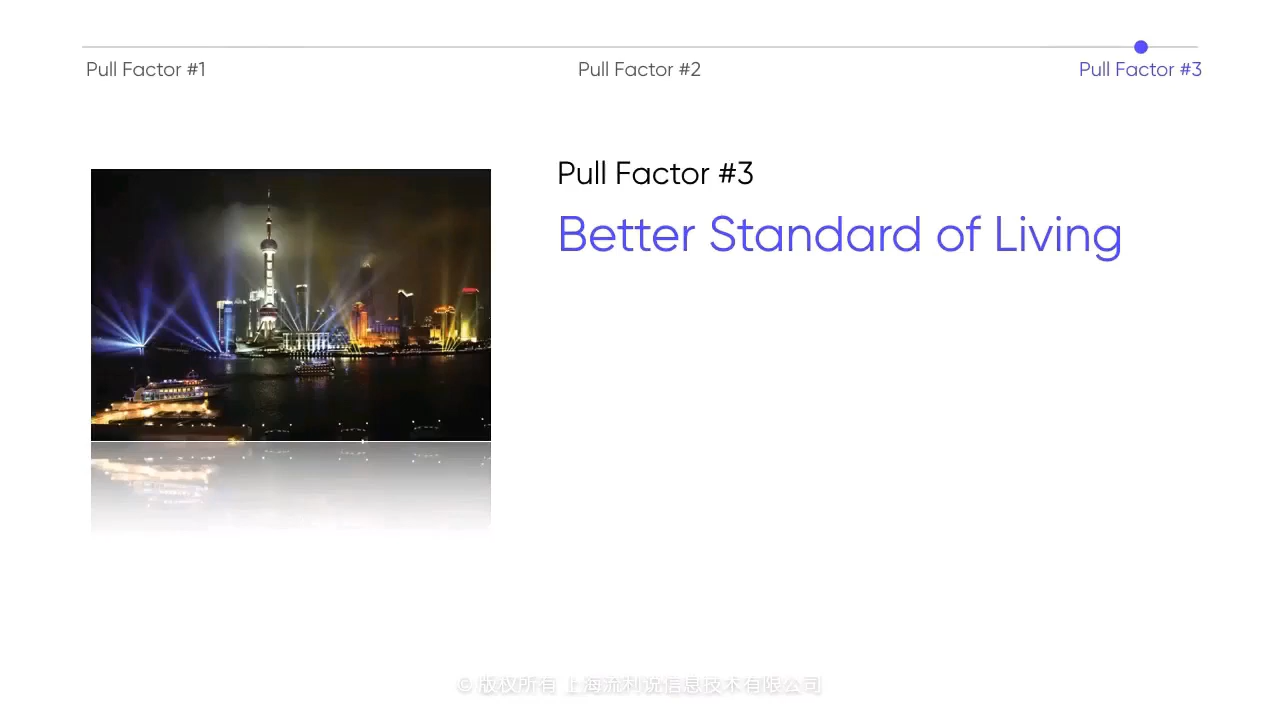 Pull Factor #1
Pull Factor #2
Pull Factor #3
Pull Factor #3
Better Standard of Living
© 版权所有 上海流利说信息技术有限公司